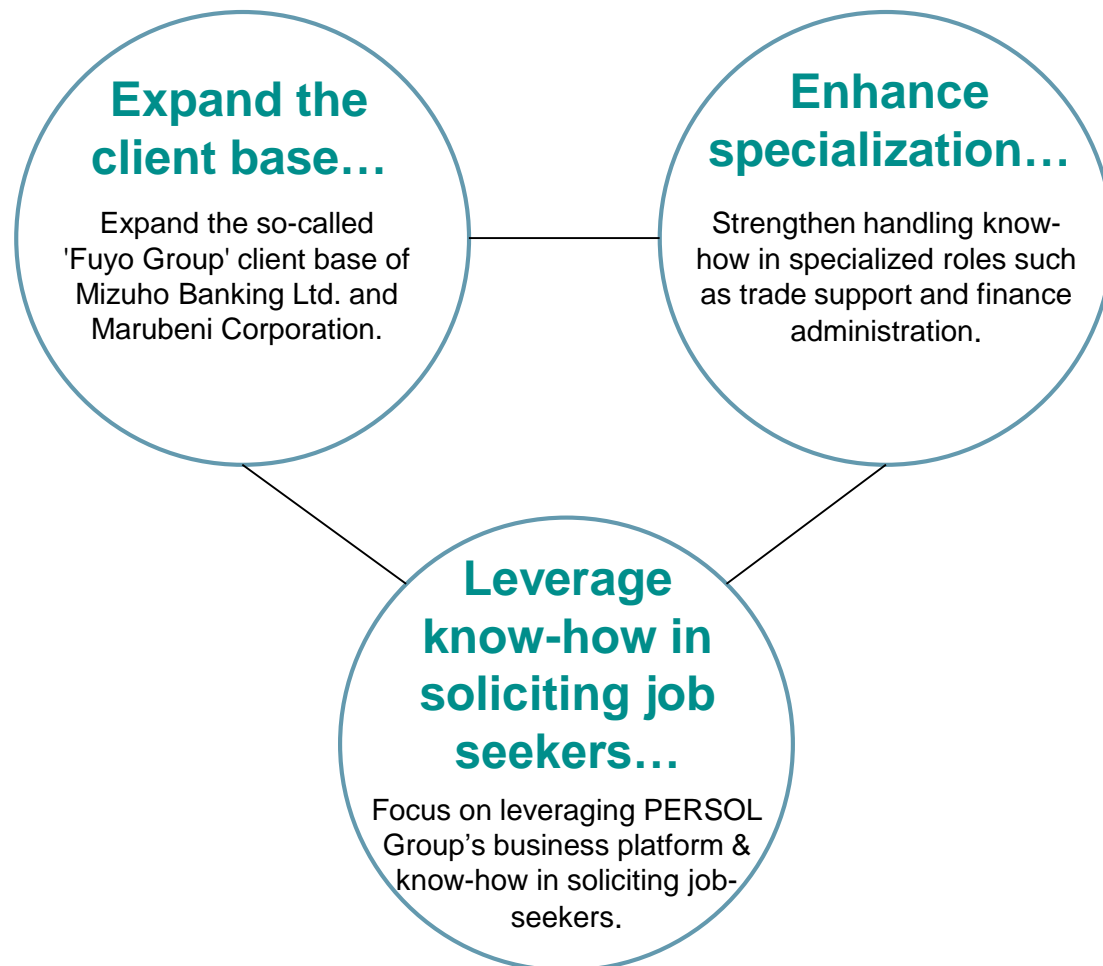 Expand the
client base…
Expand the so-called
'Fuyo Group' client base of
Mizuho Banking Ltd. and
Marubeni Corporation.
Enhance
specialization…
Strengthen handling know-
how in specialized roles such
as trade support and finance
administration.
Leverage
know-how in
soliciting job
seekers…
Focus on leveraging PERSOL
Group’s business platform &
know-how in soliciting job-
seekers.